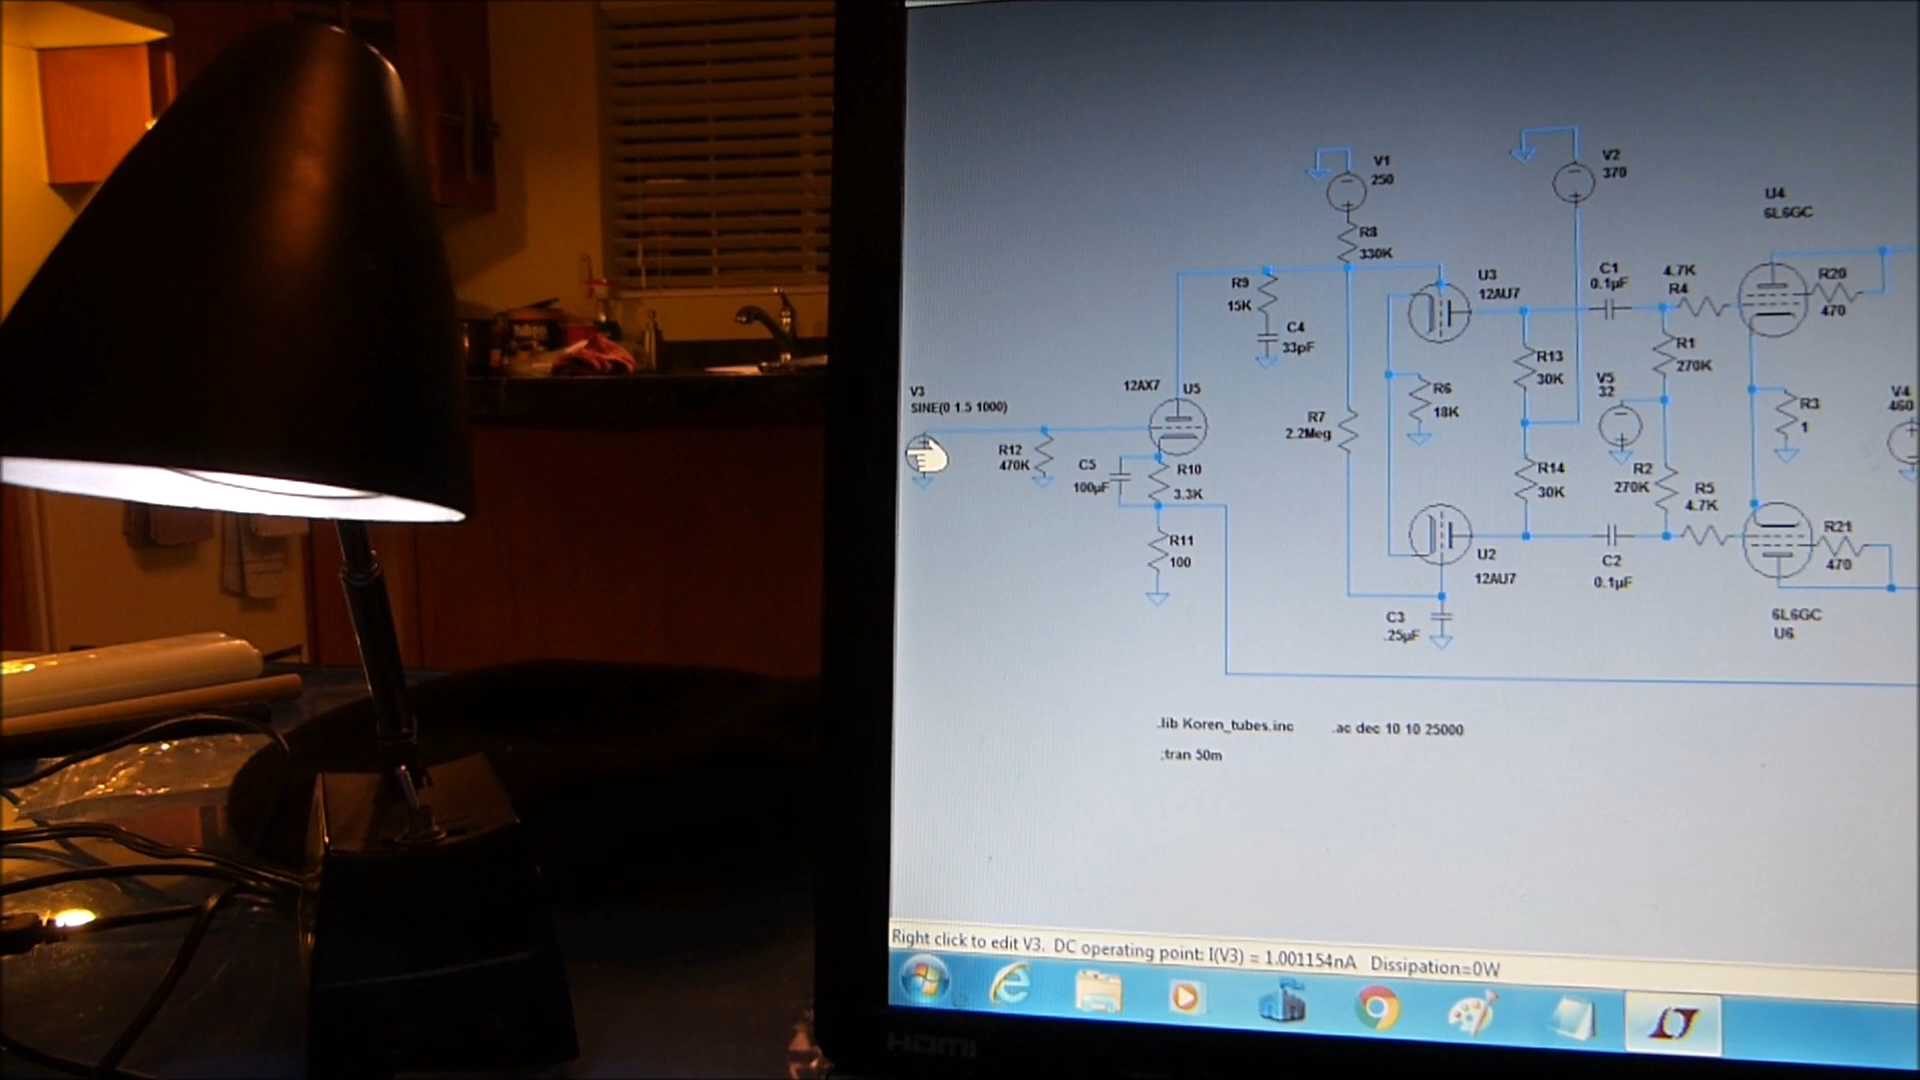 V1
250
V2
370
U4
6L6GC
R8
330K
R9
15K
U3
12AU7
C1
0.1µF
4.7K
R4
R20
470
C4
33pF
R13
30K
R1
270K
V5
32
V3
SINE(0 1.5 1000)
12AX7
U5
R6
18K
R3
1
V4
460
R7
2.2Meg
R12
470K
C5
100µF
R10
3.3K
R14
30K
R2
270K
R5
4.7K
R11
100
U2
12AU7
C2
0.1µF
R21
470
C3
.25µF
6L6GC
U6
.lib Koren_tubes.inc
.ac dec 10 10 25000
;tran 50m
Right click to edit V3. DC operating point: I(V3) = 1.001154nA Dissipation=0W
HDMI